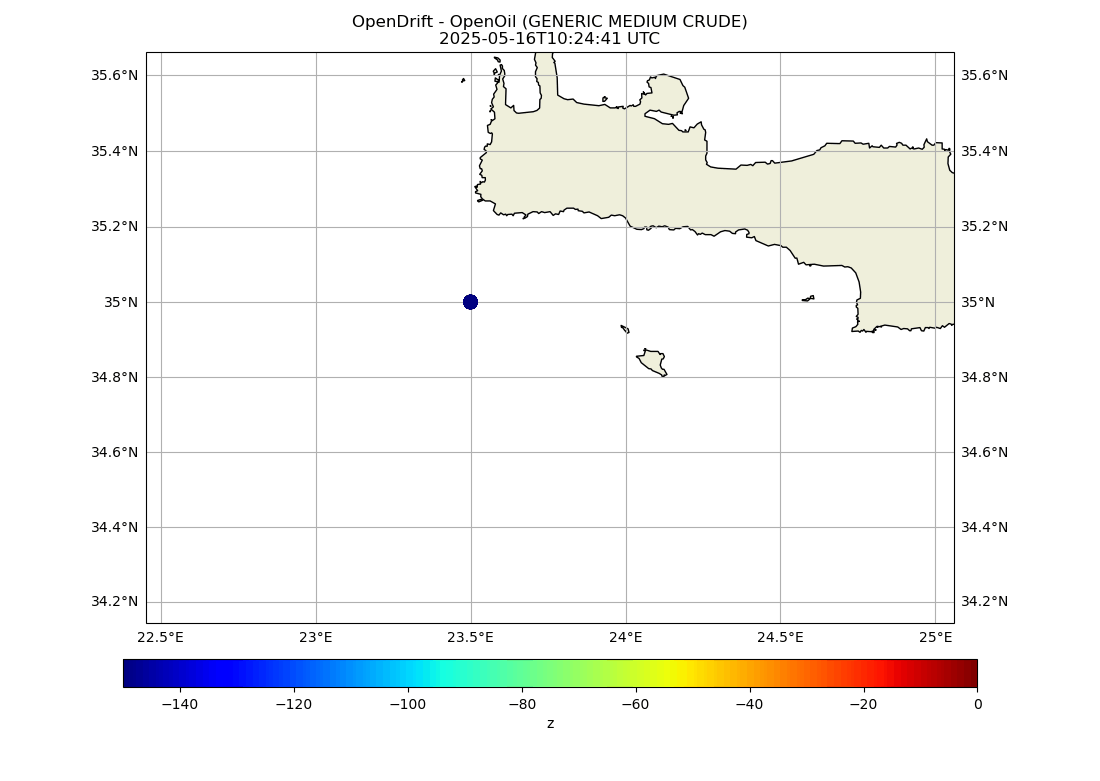 OpenDrift - OpenOil (GENERIC MEDIUM CRUDE)
2025-05-16T10:24:41 UTC
35.6°N 35.6°N
35.4°N 35.4°N
35.2°N 35.2°N
35°N 35°N
34.8°N 34.8°N
34.6°N 34.6°N
34.4°N 34.4°N
34.2°N 34.2°N
22.5°E 23°E 23.5°E 24°E 24.5°E 25°E
−140 −120 −100 −80 −60 −40 −20 0
z